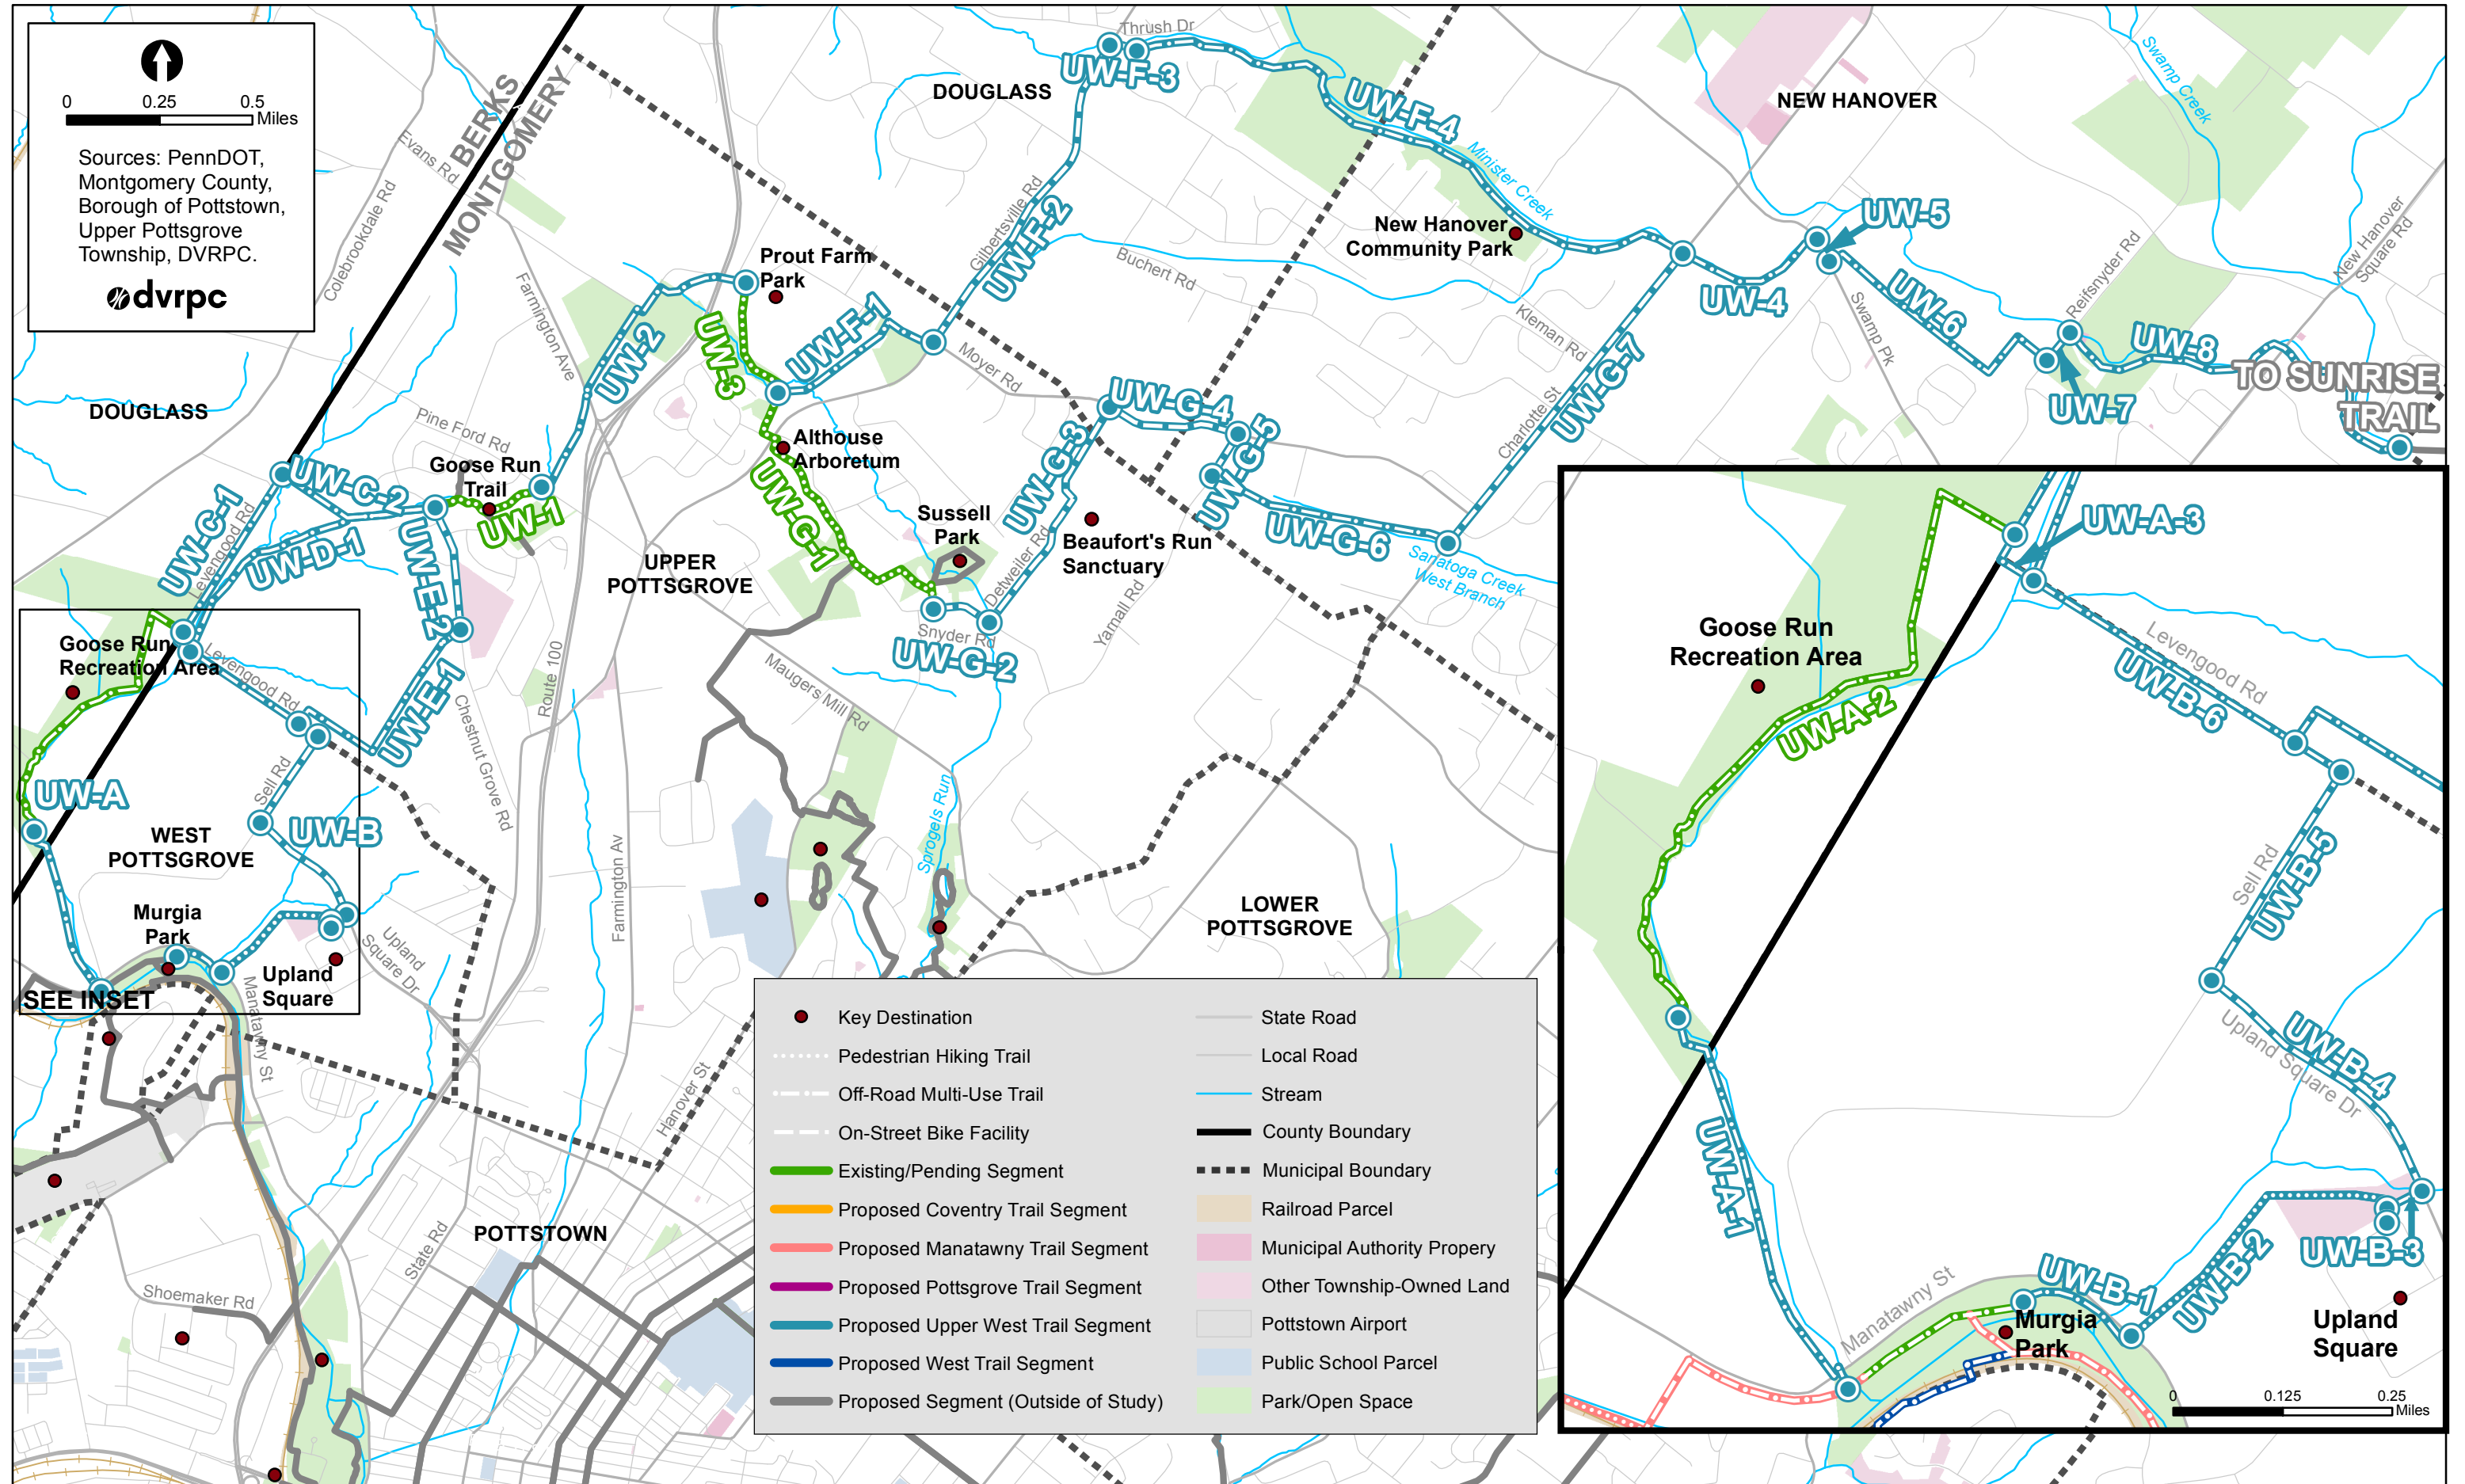 0 0.25 0.5
Miles
Sources: PennDOT,
Montgomery County,
Borough of Pottstown,
Upper Pottsgrove
Township, DVRPC.
dvrpc
BERKS
MONTGOMERY
Evans Rd
Colebrookdale Rd
Farmington Ave
DOUGLASS
Thrush Dr
UW-F-3
UW-F-4
Minister Creek
NEW HANOVER
Swamp Creek
New Hanover
Square Rd
Gilbertsville Rd
UW-F-2
Buchert Rd
New Hanover
Community Park
UW-5
UW-4
UW-6
Swamp Pk
Reifsnyder Rd
UW-8
UW-7
TO SUNRISE
TRAIL
Prout Farm
Park
UW-2
UW-3
UW-F-1
Moyer Rd
Kleman Rd
UW-G-7
Charlotte St
DOUGLASS
Pine Ford Rd
Goose Run
Trail
UW-1
UW-C-2
UW-C-1
Levengood Rd
UW-D-1
UW-E-2
Althouse
Arboretum
UW-G-1
UW-G-4
UW-G-3
UW-G-5
UW-G-6
Sanatoga Creek
West Branch
Sussell
Park
Detweiler Rd
Beaufort's Run
Sanctuary
Yarnall Rd
UPPER
POTTSGROVE
Snyder Rd
UW-G-2
Goose Run
Recreation Area
Levengood Rd
UW-E-1
Chestnut Grove Rd
Route 100
Maugers Mill Rd
Sell Rd
UW-A
UW-B
WEST
POTTSGROVE
Farmington Av
Sprogels Run
Murgia
Park
Upland
Square Dr
Upland
Square
SEE INSET
Manatawny St
LOWER
POTTSGROVE
Hanover St
State Rd
POTTSTOWN
Shoemaker Rd
Key Destination
Pedestrian Hiking Trail
Off-Road Multi-Use Trail
On-Street Bike Facility
Existing/Pending Segment
Proposed Coventry Trail Segment
Proposed Manatawny Trail Segment
Proposed Pottsgrove Trail Segment
Proposed Upper West Trail Segment
Proposed West Trail Segment
Proposed Segment (Outside of Study)
State Road
Local Road
Stream
County Boundary
Municipal Boundary
Railroad Parcel
Municipal Authority Propery
Other Township-Owned Land
Pottstown Airport
Public School Parcel
Park/Open Space
UW-A-3
Goose Run
Recreation Area
Levengood Rd
UW-B-6
UW-A-2
Sell Rd
UW-B-5
UW-B-4
Upland Square Dr
UW-A-1
UW-B-3
UW-B-2
UW-B-1
Manatawny St
Murgia
Park
Upland
Square
0 0.125 0.25
Miles